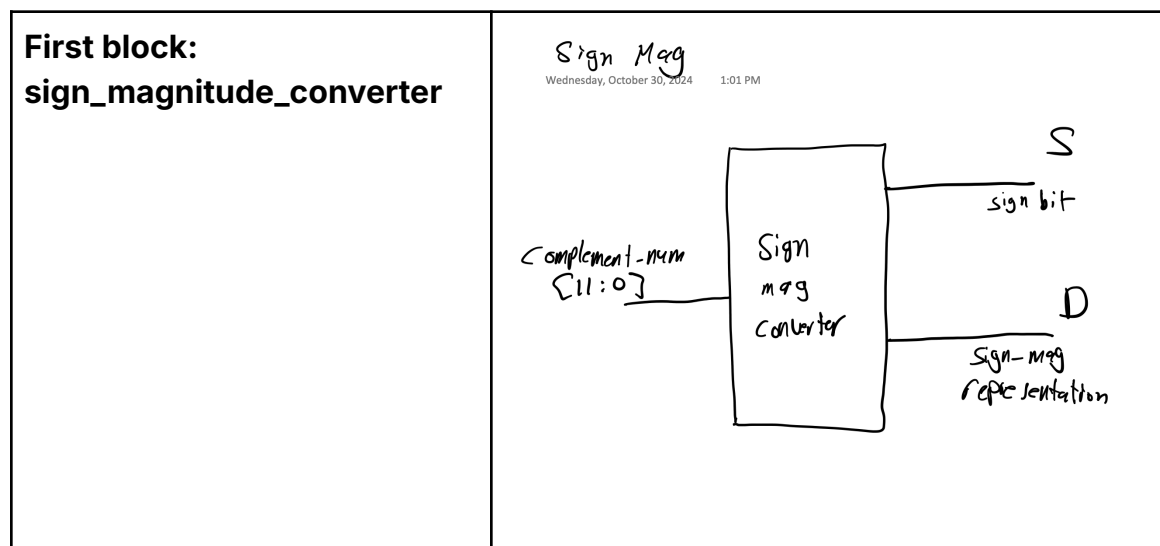 First block:
sign_magnitude_converter
Sign Mag
Wednesday, October 30, 2024 1:01 PM
S
sign bit
Complement-num
[11:0]
Sign
mag
converter
D
Sign-mag
representation